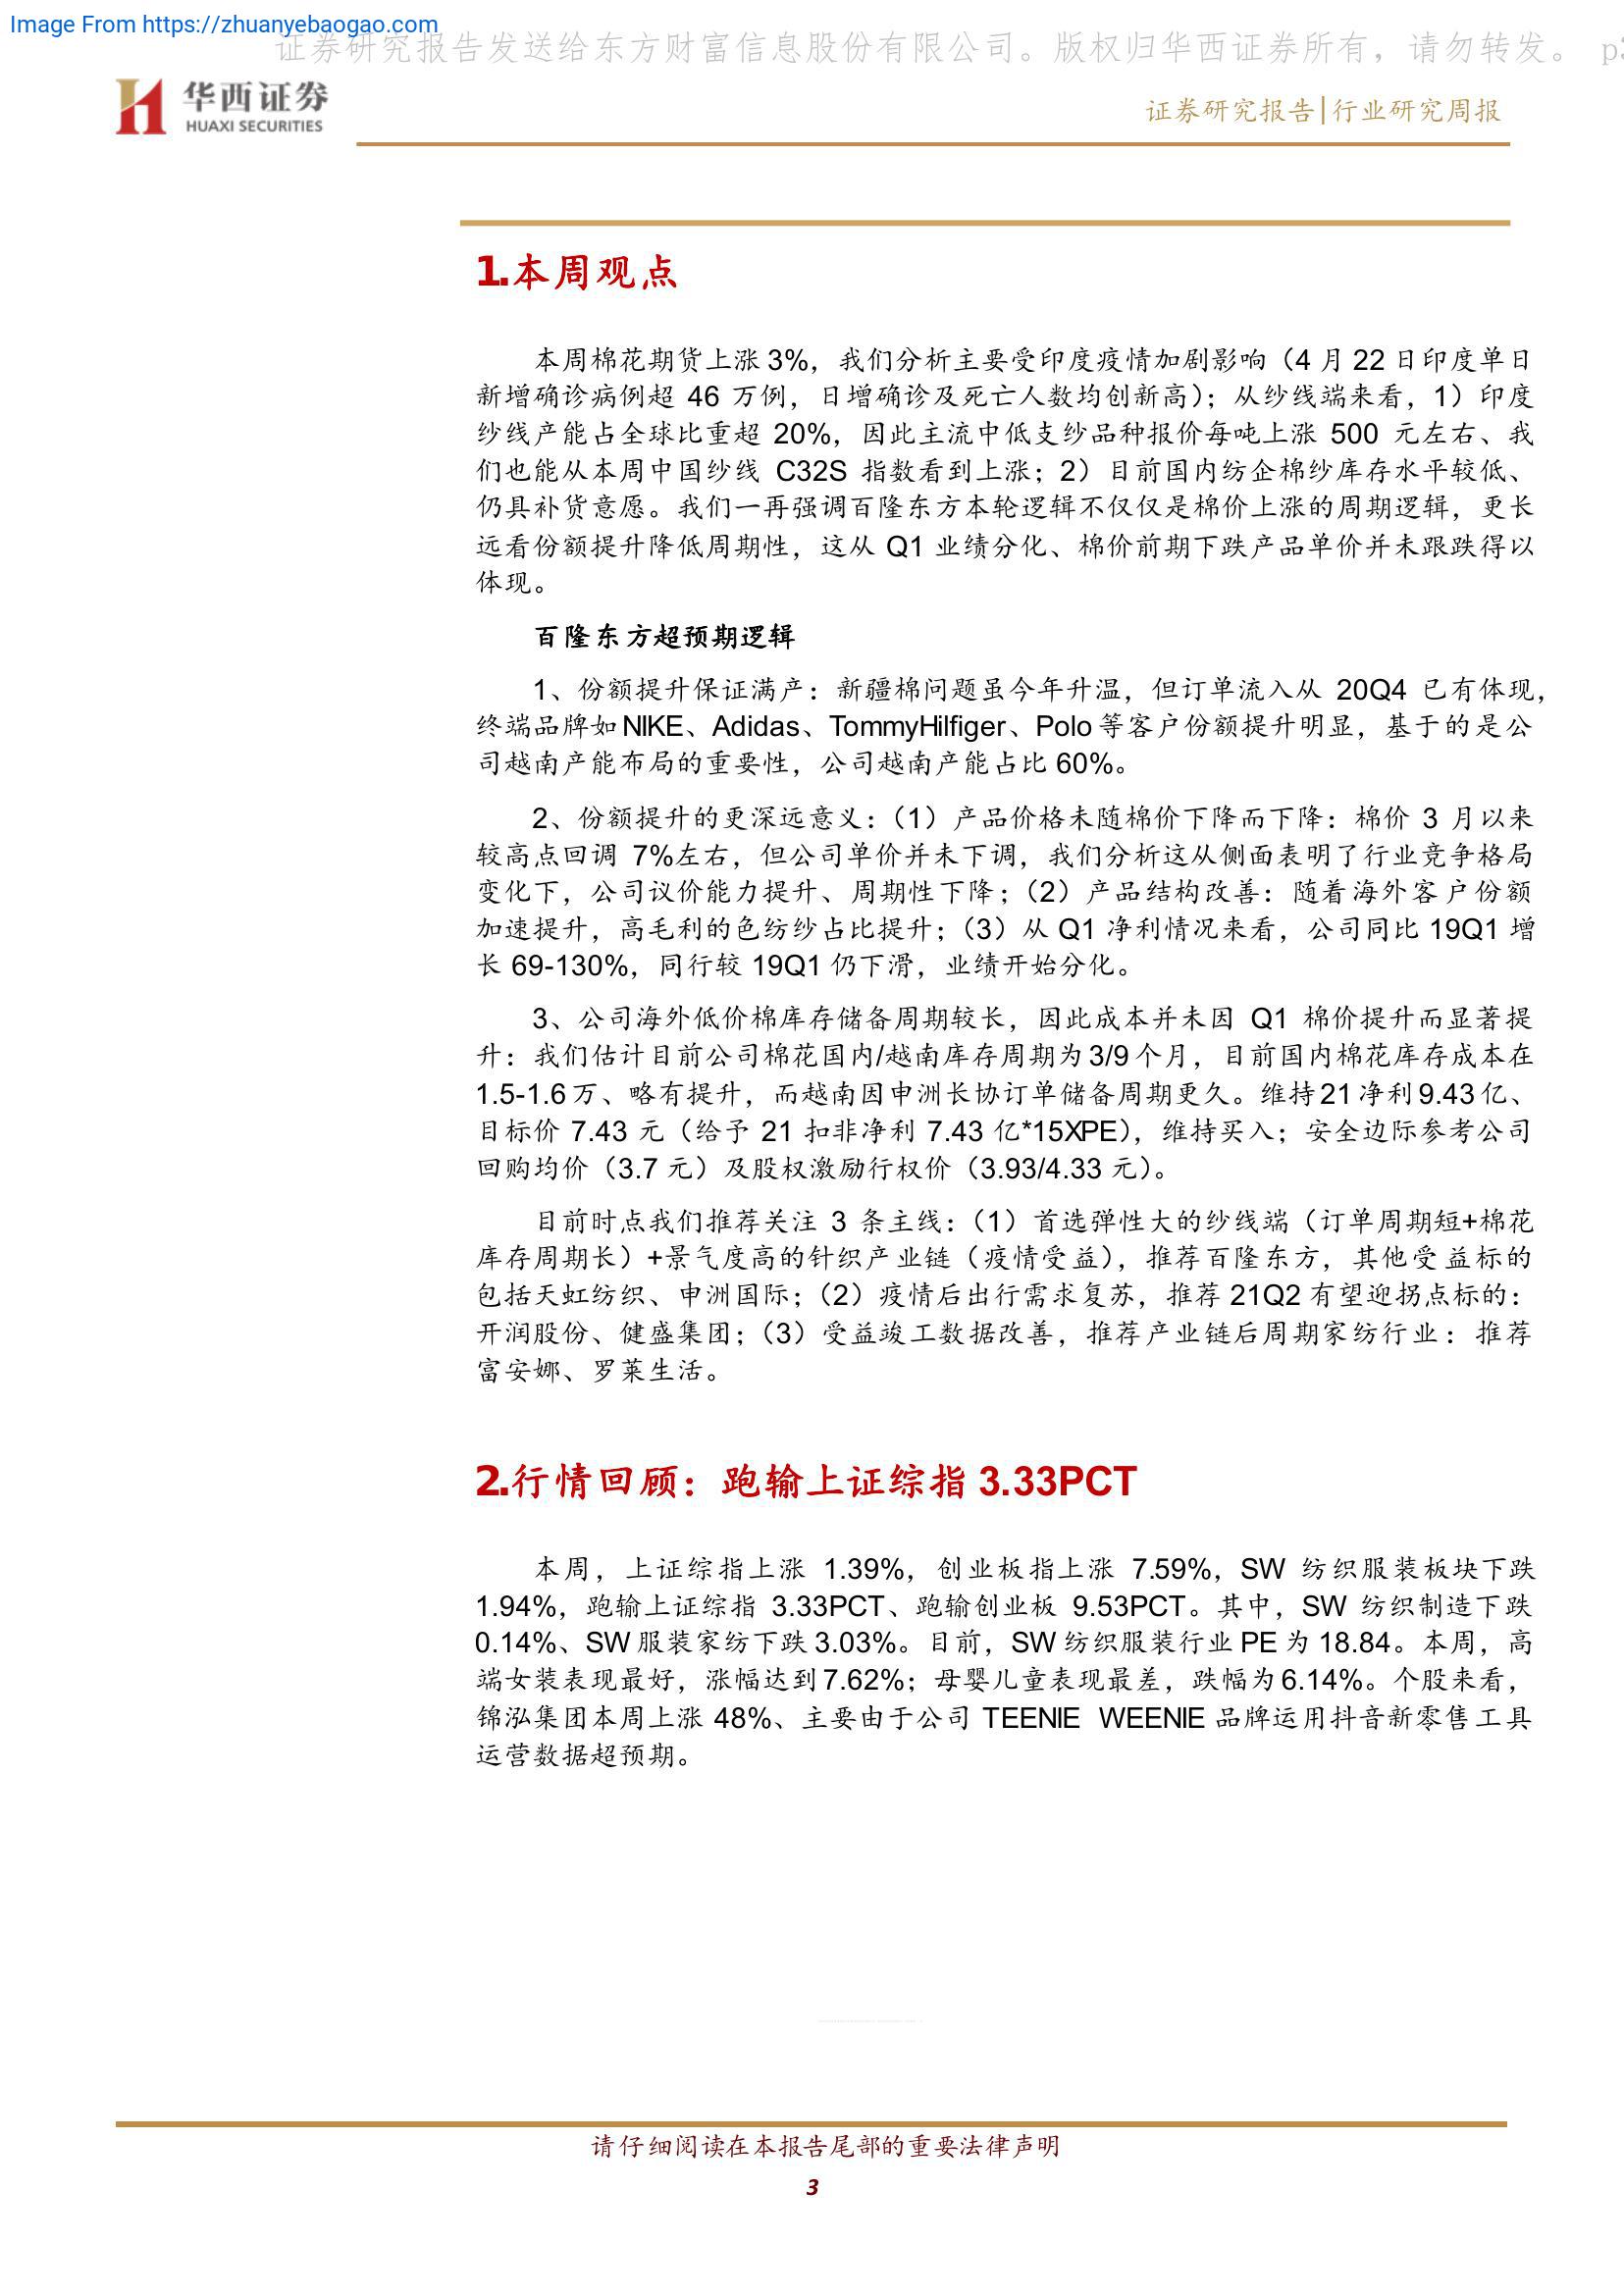 Image From https://zhuanyebaogao.com
证券研究报告发送给东方财富信息股份有限公司。版权归华西证券所有，请勿转发。 p3
华西证券
HUAXI SECURITIES
证券研究报告|行业研究周报
1.本周观点
本周棉花期货上涨 3%，我们分析主要受印度疫情加剧影响（4 月 22 日印度单日
新增确诊病例超 46 万例，日增确诊及死亡人数均创新高）；从纱线端来看，1）印度
纱线产能占全球比重超 20%，因此主流中低支纱品种报价每吨上涨 500 元左右、我
们也能从本周中国纱线 C32S 指数看到上涨；2）目前国内纺企棉纱库存水平较低、
仍具补货意愿。我们一再强调百隆东方本轮逻辑不仅仅是棉价上涨的周期逻辑，更长
远看份额提升降低周期性，这从 Q1 业绩分化、棉价前期下跌产品单价并未跟跌得以
体现。
百隆东方超预期逻辑
1、份额提升保证满产：新疆棉问题虽今年升温，但订单流入从 20Q4 已有体现，
终端品牌如 NIKE、Adidas、TommyHilfiger、Polo 等客户份额提升明显，基于的是公
司越南产能布局的重要性，公司越南产能占比 60%。
2、份额提升的更深远意义：（1）产品价格未随棉价下降而下降：棉价 3 月以来
较高点回调 7%左右，但公司单价并未下调，我们分析这从侧面表明了行业竞争格局
变化下，公司议价能力提升、周期性下降；（2）产品结构改善：随着海外客户份额
加速提升，高毛利的色纺纱占比提升；（3）从 Q1 净利情况来看，公司同比 19Q1 增
长 69-130%，同行较 19Q1 仍下滑，业绩开始分化。
3、公司海外低价棉库存储备周期较长，因此成本并未因 Q1 棉价提升而显著提
升：我们估计目前公司棉花国内/越南库存周期为 3/9 个月，目前国内棉花库存成本在
1.5-1.6 万、略有提升，而越南因申洲长协订单储备周期更久。维持 21 净利 9.43 亿、
目标价 7.43 元（给予 21 扣非净利 7.43 亿*15XPE），维持买入；安全边际参考公司
回购均价（3.7 元）及股权激励行权价（3.93/4.33 元）。
目前时点我们推荐关注 3 条主线：（1）首选弹性大的纱线端（订单周期短+棉花
库存周期长）+景气度高的针织产业链（疫情受益），推荐百隆东方，其他受益标的
包括天虹纺织、申洲国际；（2）疫情后出行需求复苏，推荐 21Q2 有望迎拐点标的：
开润股份、健盛集团；（3）受益竣工数据改善，推荐产业链后周期家纺行业：推荐
富安娜、罗莱生活。
2.行情回顾：跑输上证综指 3.33PCT
本周，上证综指上涨 1.39%，创业板指上涨 7.59%，SW 纺织服装板块下跌
1.94%，跑输上证综指 3.33PCT、跑输创业板 9.53PCT。其中，SW 纺织制造下跌
0.14%、SW 服装家纺下跌 3.03%。目前，SW 纺织服装行业 PE 为 18.84。本周，高
端女装表现最好，涨幅达到 7.62%；母婴儿童表现最差，跌幅为 6.14%。个股来看，
锦泓集团本周上涨 48%、主要由于公司 TEENIE WEENIE 品牌运用抖音新零售工具
运营数据超预期。
请仔细阅读在本报告尾部的重要法律声明
3